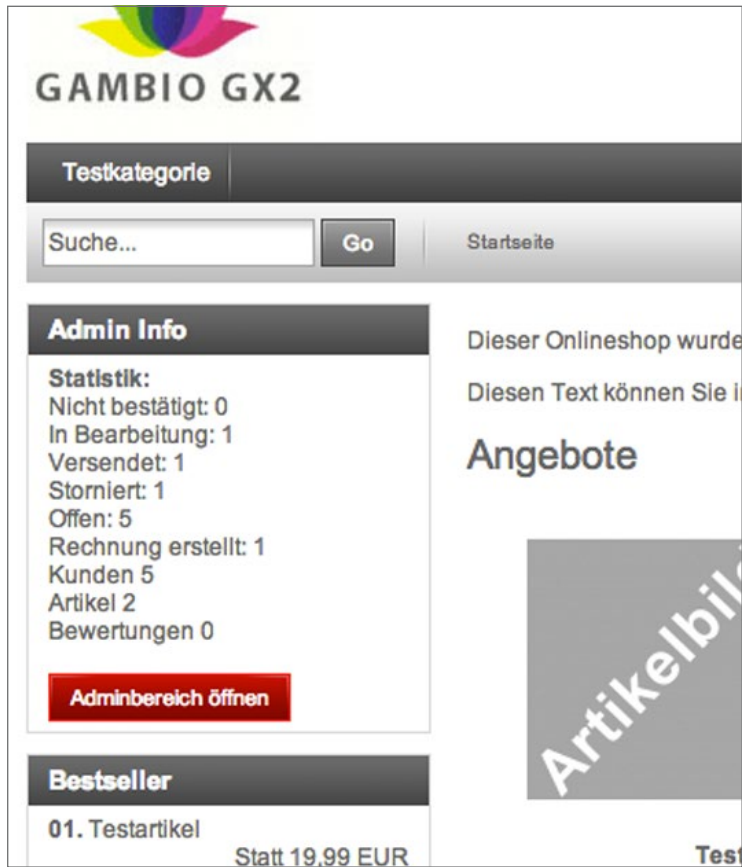 GAMBIO GX2
Testkategorie
Suche...
Go
Startseite
Admin Info
Statistik:
Nicht bestätigt: 0
In Bearbeitung: 1
Versendet: 1
Storniert: 1
Offen: 5
Rechnung erstellt: 1
Kunden 5
Artikel 2
Bewertungen 0
Adminbereich öffnen
Bestseller
01. Testartikel
Statt 19,99 EUR
Dieser Onlineshop wurde
Diesen Text können Sie
Angebote
Artikelbild
Test